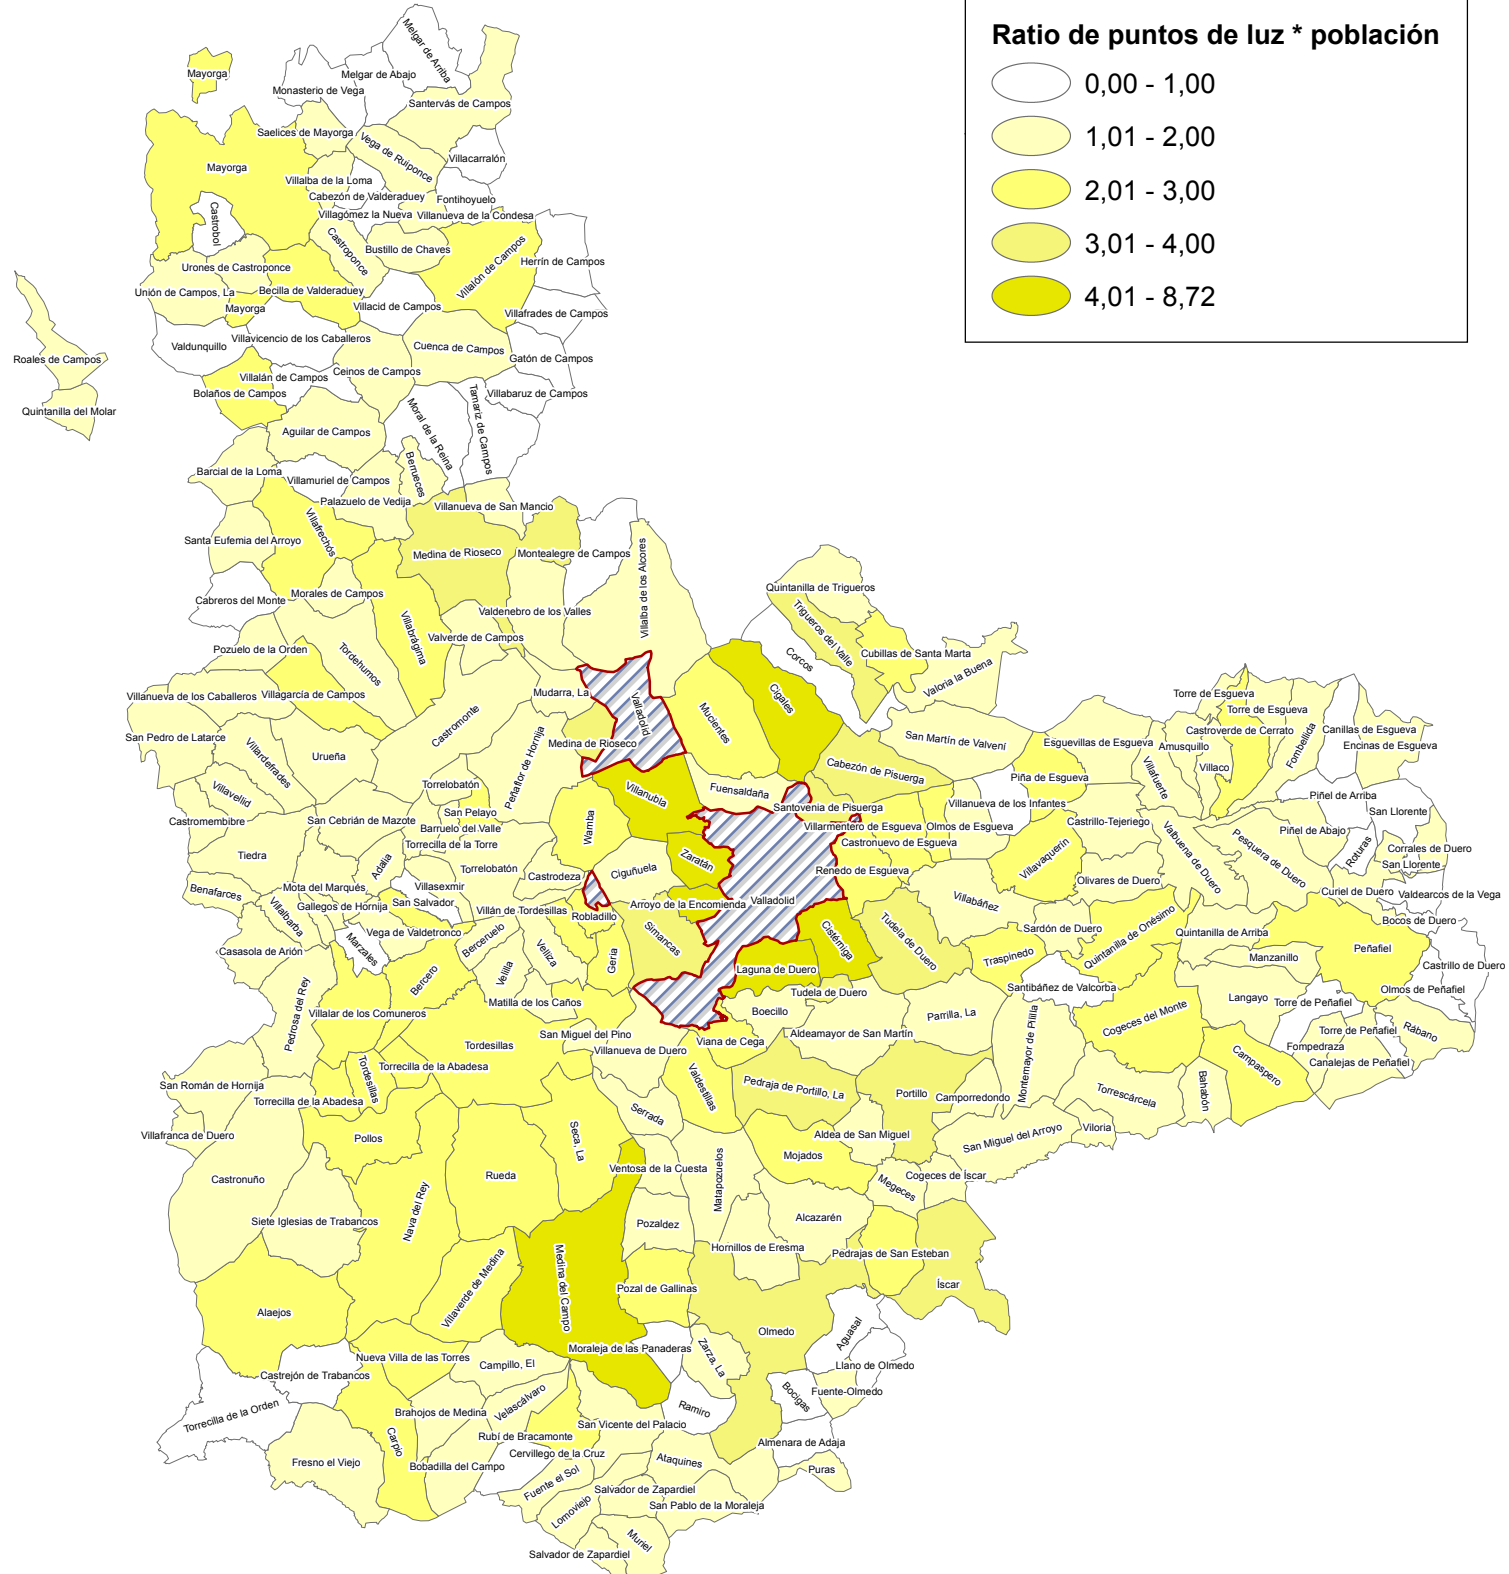 Ratio de puntos de luz * población
0,00 - 1,00
1,01 - 2,00
2,01 - 3,00
3,01 - 4,00
4,01 - 8,72
Melgar de Arriba
Mayorga
Melgar de Abajo
Monasterio de Vega
Santervás de Campos
Saelices de Mayorga
Vega de Ruiponce
Villacarralón
Mayorga
Villalba de la Loma
Cabezón de Valderaduey
Fontihoyuelo
Castrobol
Villagómez la Nueva
Villanueva de la Condesa
Castroponce
Bustillo de Chaves
Villalón de Campos
Herrín de Campos
Urones de Castroponce
Unión de Campos, La
Becilla de Valderaduey
Mayorga
Villacid de Campos
Villafrades de Campos
Valdunquillo
Villavicencio de los Caballeros
Cuenca de Campos
Gatón de Campos
Roales de Campos
Villalán de Campos
Ceinos de Campos
Bolaños de Campos
Villabaruz de Campos
Quintanilla del Molar
Moral de la Reina
Tamariz de Campos
Aguilar de Campos
Barcial de la Loma
Villamuriel de Campos
Berrueces
Palazuelo de Vedija
Villanueva de San Mancio
Villafrechós
Santa Eufemia del Arroyo
Medina de Rioseco
Montealegre de Campos
Villalba de los Alcores
Quintanilla de Trigueros
Cabreros del Monte
Morales de Campos
Valdenebro de los Valles
Trigueros del Valle
Villabrágima
Valverde de Campos
Pozuelo de la Orden
Tordehumos
Corcos
Cubillas de Santa Marta
Valoria la Buena
Villanueva de los Caballeros
Villagarcía de Campos
Mudarra, La
Valladolid
Cigales
Mucientes
Torre de Esgueva
Torre de Esgueva
Castromonte
San Pedro de Latarce
Villardefrades
Urueña
Peñaflor de Hornija
Medina de Rioseco
San Martín de Valvení
Esguevillas de Esgueva
Amusquillo
Castroverde de Cerrato
Fombellida
Canillas de Esgueva
Encinas de Esgueva
Cabezón de Pisuerga
Piña de Esgueva
Villafuerte
Villaco
Villavellid
Torrelobatón
Villanubla
Fuensaldaña
Santovenia de Pisuerga
Villanueva de los Infantes
Piñel de Arriba
San Llorente
Castromembibre
San Cebrián de Mazote
San Pelayo
Barruelo del Valle
Torrecilla de la Torre
Wamba
Villarmentero de Esgueva
Olmos de Esgueva
Castrillo-Tejeriego
Piñel de Abajo
Tiedra
Adalia
Castronuevo de Esgueva
Villavaquerín
Valbuena de Duero
Pesquera de Duero
Roturas
Corrales de Duero
San Llorente
Zaratán
Torrelobatón
Castrodeza
Ciguñuela
Renedo de Esgueva
Olivares de Duero
Benafarces
Mota del Marqués
Villasexmir
Curiel de Duero
Valdearcos de la Vega
Villalbarba
Gallegos de Hornija
San Salvador
Villán de Tordesillas
Robladillo
Arroyo de la Encomienda
Valladolid
Villabáñez
Bocos de Duero
Casasola de Arión
Marzales
Vega de Valdetronco
Berceruelo
Velliza
Geria
Simancas
Cistérniga
Tudela de Duero
Sardón de Duero
Quintanilla de Onésimo
Quintanilla de Arriba
Peñafiel
Bercero
Velilla
Laguna de Duero
Traspinedo
Manzanillo
Castrillo de Duero
Pedrosa del Rey
Villalar de los Comuneros
Matilla de los Caños
Tudela de Duero
Santibáñez de Valcorba
Langayo
Torre de Peñafiel
Olmos de Peñafiel
Boecillo
Aldeamayor de San Martín
Parrilla, La
Cogeces del Monte
Torre de Peñafiel
Rábano
Tordesillas
San Miguel del Pino
Villanueva de Duero
Viana de Cega
Montemayor de Pililla
Fompedraza
Canalejas de Peñafiel
Torrecilla de la Abadesa
Tordesillas
Valdestillas
Campaspero
San Román de Hornija
Torrecilla de la Abadesa
Pedraja de Portillo, La
Portillo
Camporredondo
Torrescárcela
Bahabón
Serrada
Villafranca de Duero
Pollos
Seca, La
Aldea de San Miguel
San Miguel del Arroyo
Viloria
Mojados
Rueda
Ventosa de la Cuesta
Matapozuelos
Castronuño
Megeces
Cogeces de Íscar
Nava del Rey
Siete Iglesias de Trabancos
Pozaldez
Alcazarén
Hornillos de Eresma
Pedrajas de San Esteban
Íscar
Villaverde de Medina
Medina del Campo
Pozal de Gallinas
Alaejos
Olmedo
Aguasal
Moraleja de las Panaderas
Zarza, La
Nueva Villa de las Torres
Campillo, El
Llano de Olmedo
Castrejón de Trabancos
Bocigas
Fuente-Olmedo
Torrecilla de la Orden
Brahojos de Medina
Velascálvaro
Ramiro
San Vicente del Palacio
Rubí de Bracamonte
Carpio
Almenara de Adaja
Cervillego de la Cruz
Fresno el Viejo
Bobadilla del Campo
Ataquines
Puras
Fuente el Sol
Salvador de Zapardiel
Lomoviejo
San Pablo de la Moraleja
Muriel
Salvador de Zapardiel